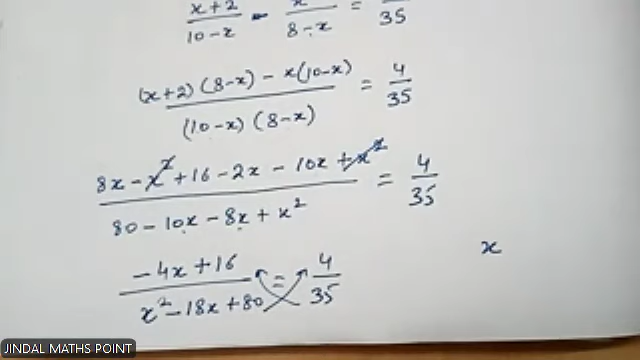 x+2 / 10-x - x / 8-x = / 35
(x+2)(8-x) - x(10-x) / (10-x)(8-x) = 4/35
8x - x² + 16 - 2x - 10x + x² / 80 - 10x - 8x + x² = 4/35
-4x + 16 / x² - 18x + 80 = 4/35
x
JINDAL MATHS POINT